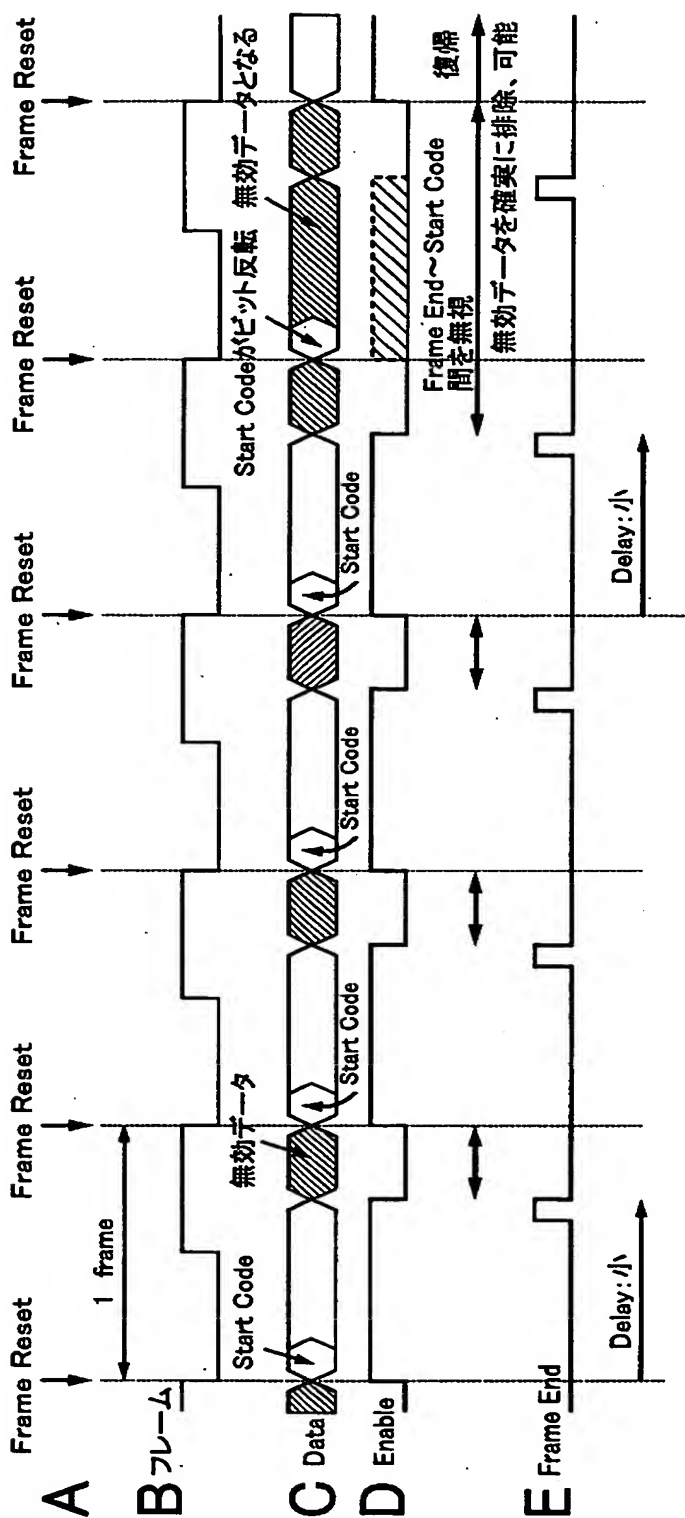 A
Frame Reset
Frame Reset
Frame Reset
Frame Reset
Frame Reset
Frame Reset
B フレーム
1 frame
C Data
Start Code
無効データ
Start Code
Start Code
Start Code
Start Codeがビット反転
無効データとなる
D Enable
Frame End~Start Code
間を無視
復帰
無効データを確実に排除、可能
E Frame End
Delay:小
Delay:小